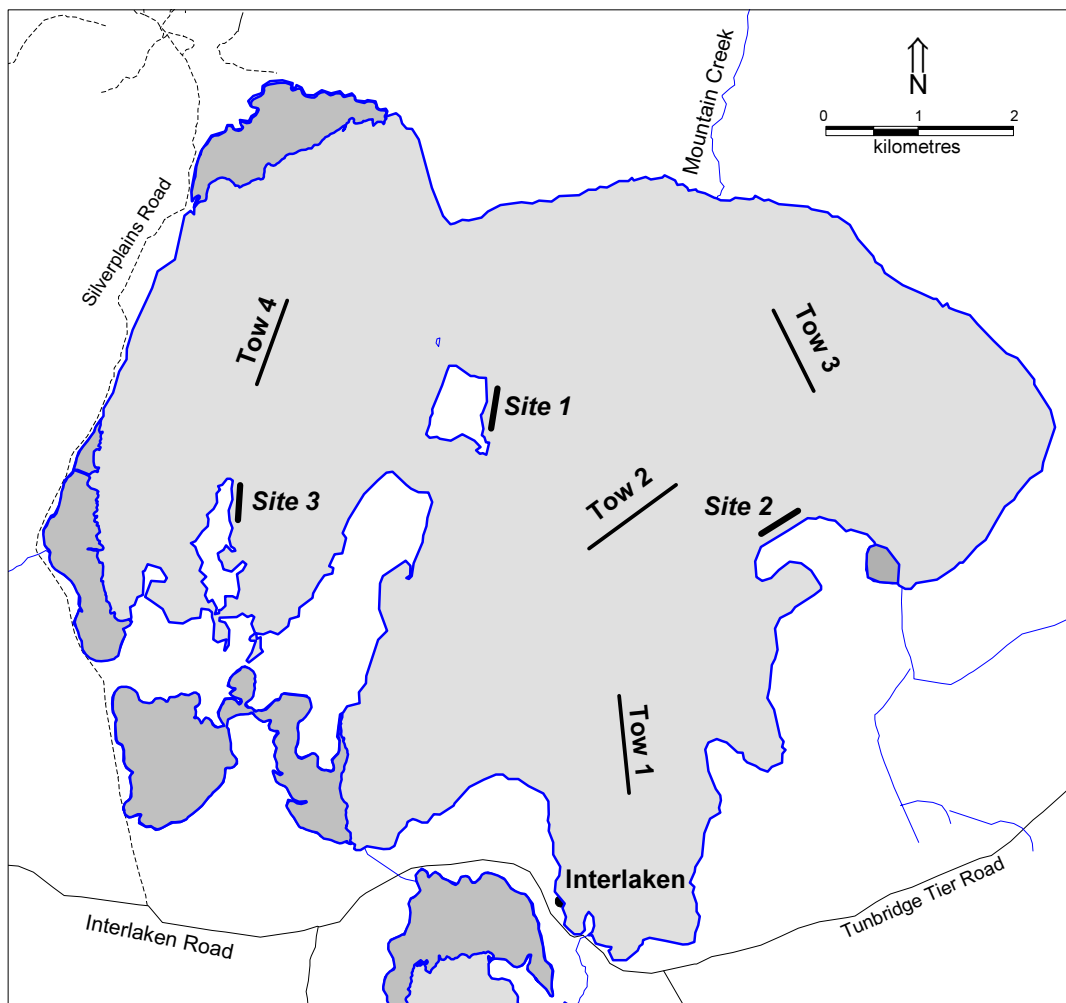 Mountain Creek
N
0 1 2
kilometres
Silverplains Road
Tow 4
Tow 3
Site 1
Tow 2
Site 3
Site 2
Tow 1
Interlaken
Interlaken Road
Tunbridge Tier Road